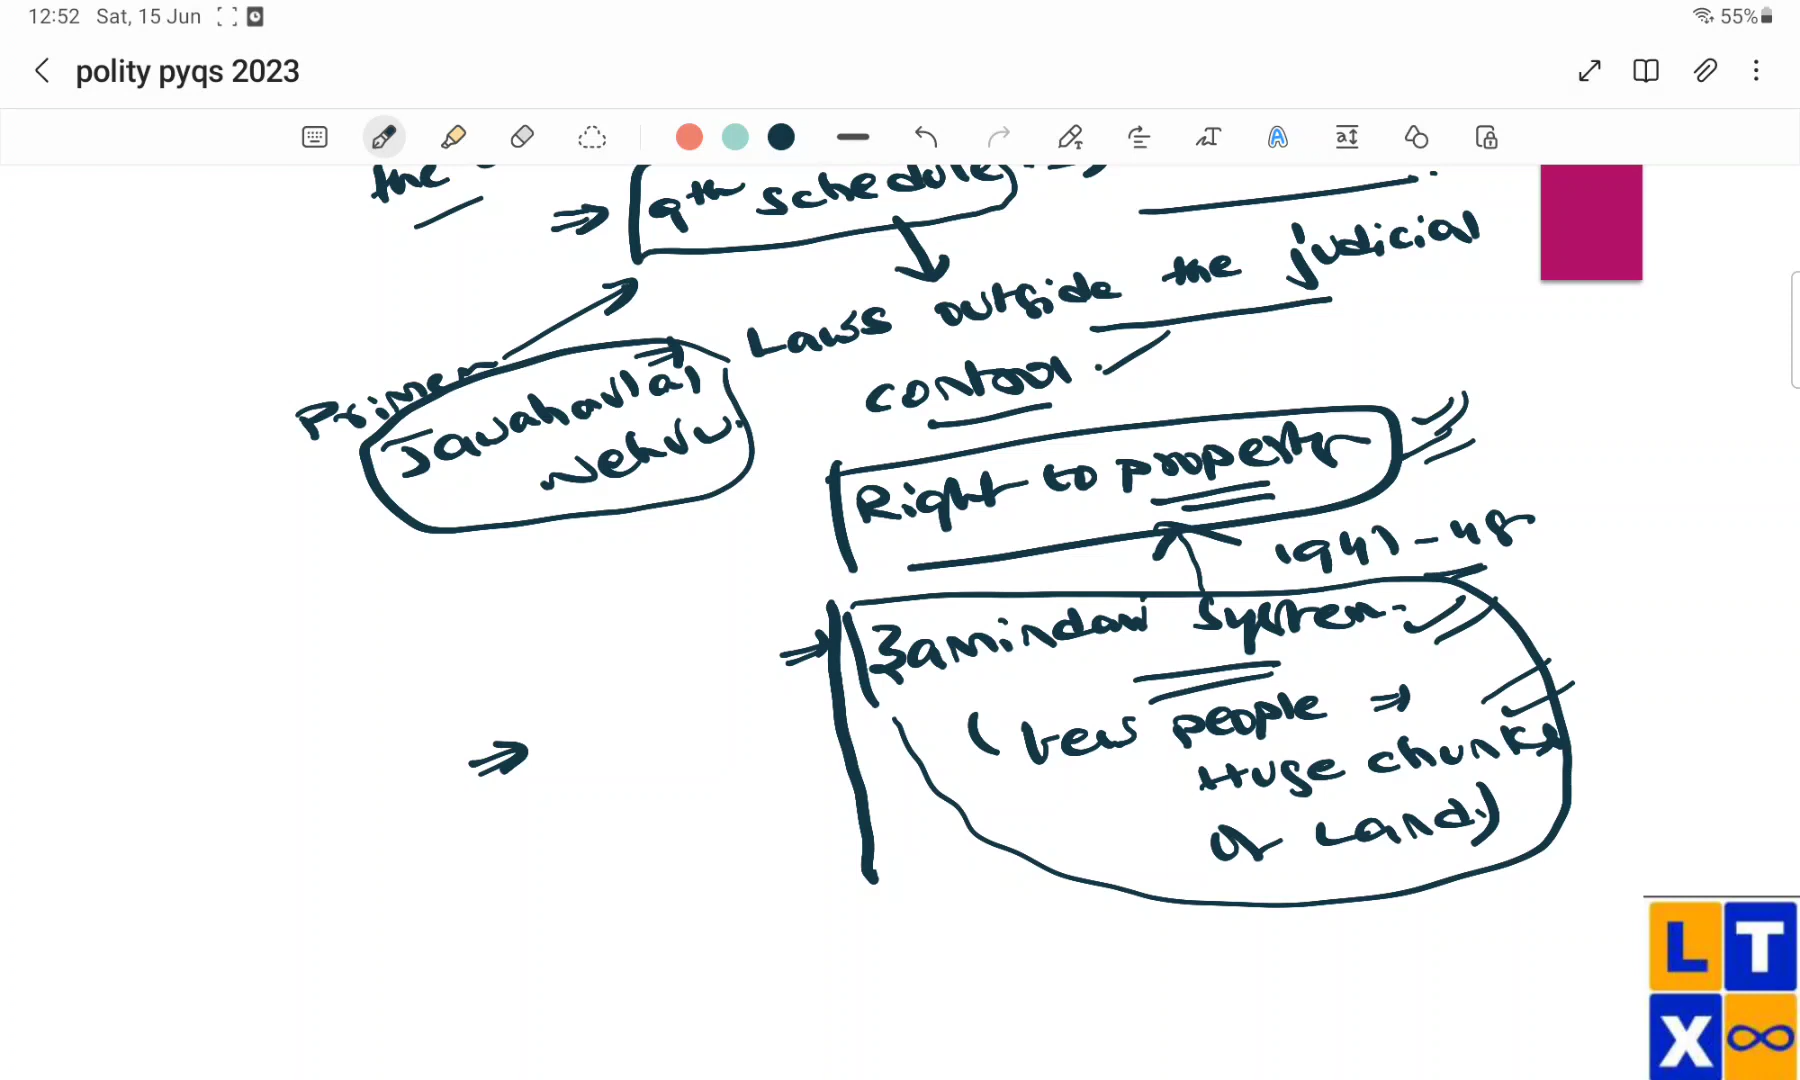 12:52 Sat, 15 Jun
55%
polity pyqs 2023
the
9th schedule
Laws outside the judicial
control.
Prime
Jawaharlal
Nehru.
Right to property
1947-48
Zamindari System
(few people ⇒
Huge chunks
of Land)
L T
X ∞